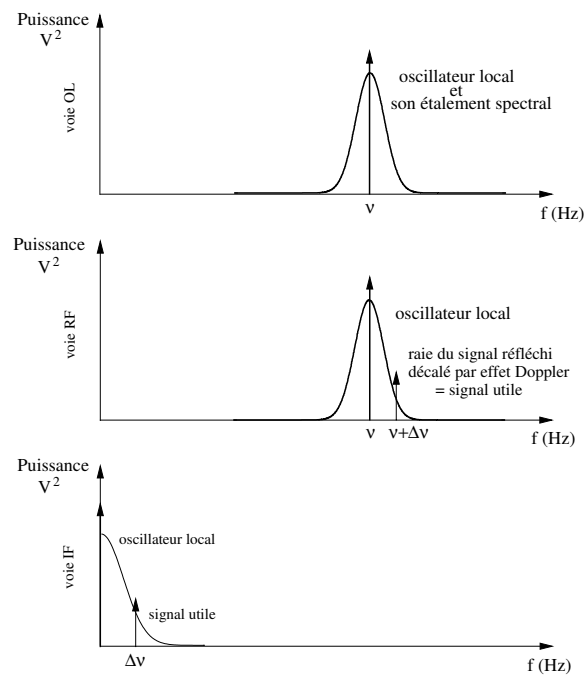 Puissance
V²
voie OL
oscillateur local
et
son étalement spectral
ν
f (Hz)
Puissance
V²
voie RF
oscillateur local
raie du signal réfléchi
décalé par effet Doppler
= signal utile
ν
ν+Δν
f (Hz)
Puissance
V²
voie IF
oscillateur local
signal utile
Δν
f (Hz)